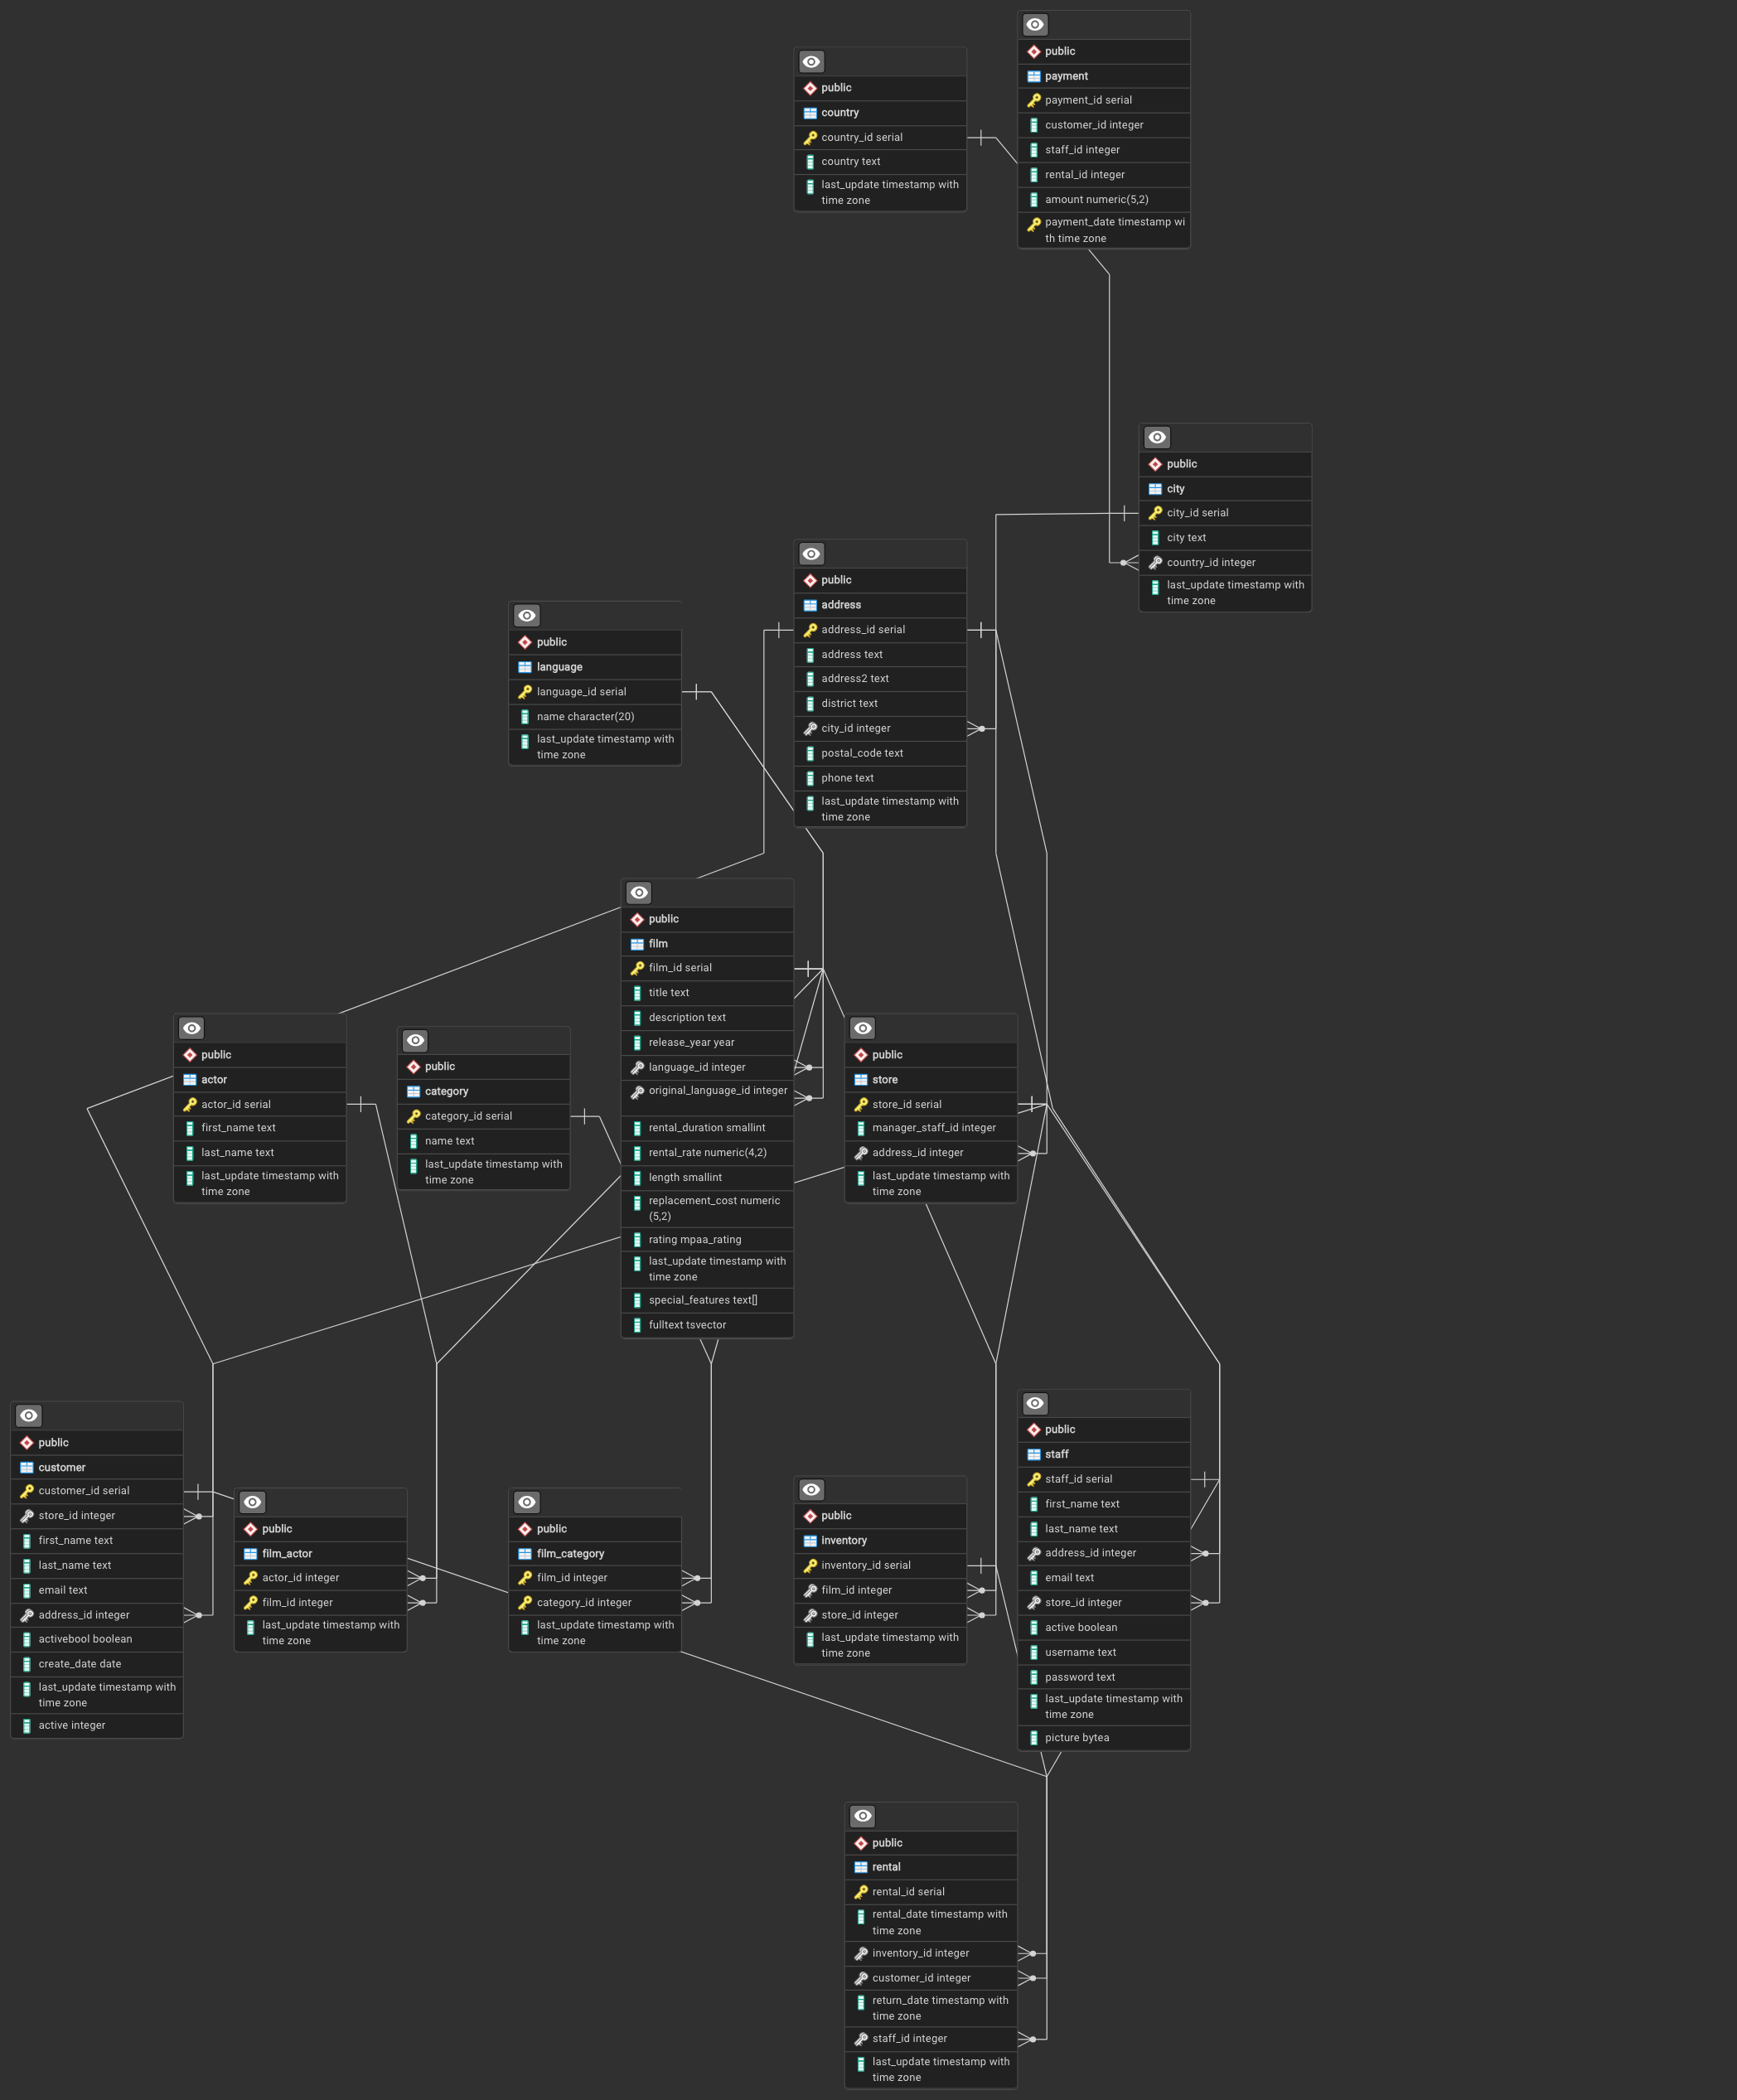 public
payment
payment_id serial
customer_id integer
staff_id integer
rental_id integer
amount numeric(5,2)
payment_date timestamp wi
th time zone
public
country
country_id serial
country text
last_update timestamp with
time zone
public
city
city_id serial
city text
country_id integer
last_update timestamp with
time zone
public
address
address_id serial
address text
address2 text
district text
city_id integer
postal_code text
phone text
last_update timestamp with
time zone
public
language
language_id serial
name character(20)
last_update timestamp with
time zone
public
film
film_id serial
title text
description text
release_year year
language_id integer
original_language_id integer
rental_duration smallint
rental_rate numeric(4,2)
length smallint
replacement_cost numeric
(5,2)
rating mpaa_rating
last_update timestamp with
time zone
special_features text[]
fulltext tsvector
public
actor
actor_id serial
first_name text
last_name text
last_update timestamp with
time zone
public
category
category_id serial
name text
last_update timestamp with
time zone
public
store
store_id serial
manager_staff_id integer
address_id integer
last_update timestamp with
time zone
public
customer
customer_id serial
store_id integer
first_name text
last_name text
email text
address_id integer
activebool boolean
create_date date
last_update timestamp with
time zone
active integer
public
film_actor
actor_id integer
film_id integer
last_update timestamp with
time zone
public
film_category
film_id integer
category_id integer
last_update timestamp with
time zone
public
inventory
inventory_id serial
film_id integer
store_id integer
last_update timestamp with
time zone
public
staff
staff_id serial
first_name text
last_name text
address_id integer
email text
store_id integer
active boolean
username text
password text
last_update timestamp with
time zone
picture bytea
public
rental
rental_id serial
rental_date timestamp with
time zone
inventory_id integer
customer_id integer
return_date timestamp with
time zone
staff_id integer
last_update timestamp with
time zone